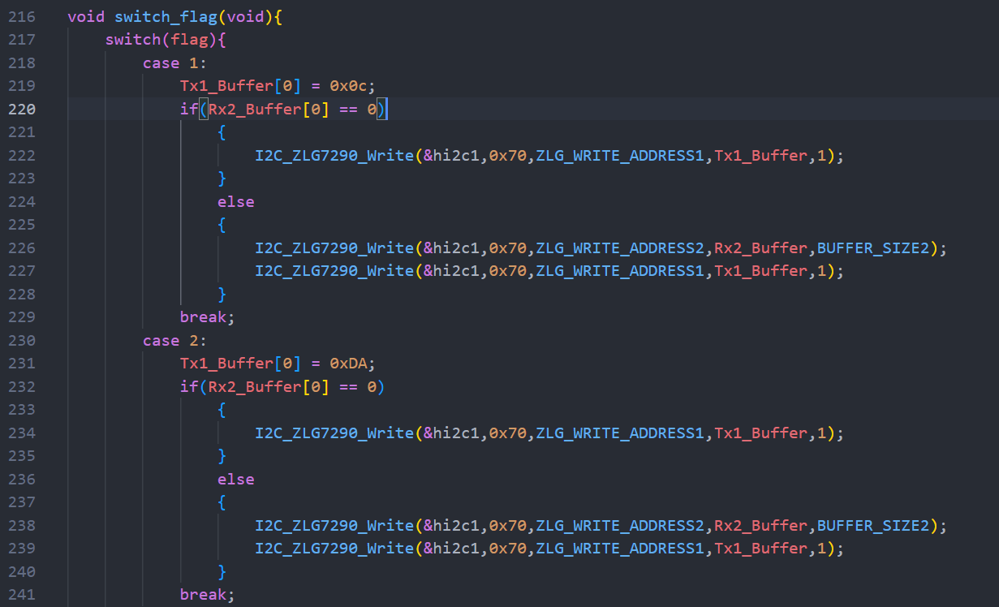 216 void switch_flag(void){
217 switch(flag){
218 case 1:
219 Tx1_Buffer[0] = 0x0c;
220 if(Rx2_Buffer[0] == 0)
221 {
222 I2C_ZLG7290_Write(&hi2c1,0x70,ZLG_WRITE_ADDRESS1,Tx1_Buffer,1);
223 }
224 else
225 {
226 I2C_ZLG7290_Write(&hi2c1,0x70,ZLG_WRITE_ADDRESS2,Rx2_Buffer,BUFFER_SIZE2);
227 I2C_ZLG7290_Write(&hi2c1,0x70,ZLG_WRITE_ADDRESS1,Tx1_Buffer,1);
228 }
229 break;
230 case 2:
231 Tx1_Buffer[0] = 0xDA;
232 if(Rx2_Buffer[0] == 0)
233 {
234 I2C_ZLG7290_Write(&hi2c1,0x70,ZLG_WRITE_ADDRESS1,Tx1_Buffer,1);
235 }
236 else
237 {
238 I2C_ZLG7290_Write(&hi2c1,0x70,ZLG_WRITE_ADDRESS2,Rx2_Buffer,BUFFER_SIZE2);
239 I2C_ZLG7290_Write(&hi2c1,0x70,ZLG_WRITE_ADDRESS1,Tx1_Buffer,1);
240 }
241 break;